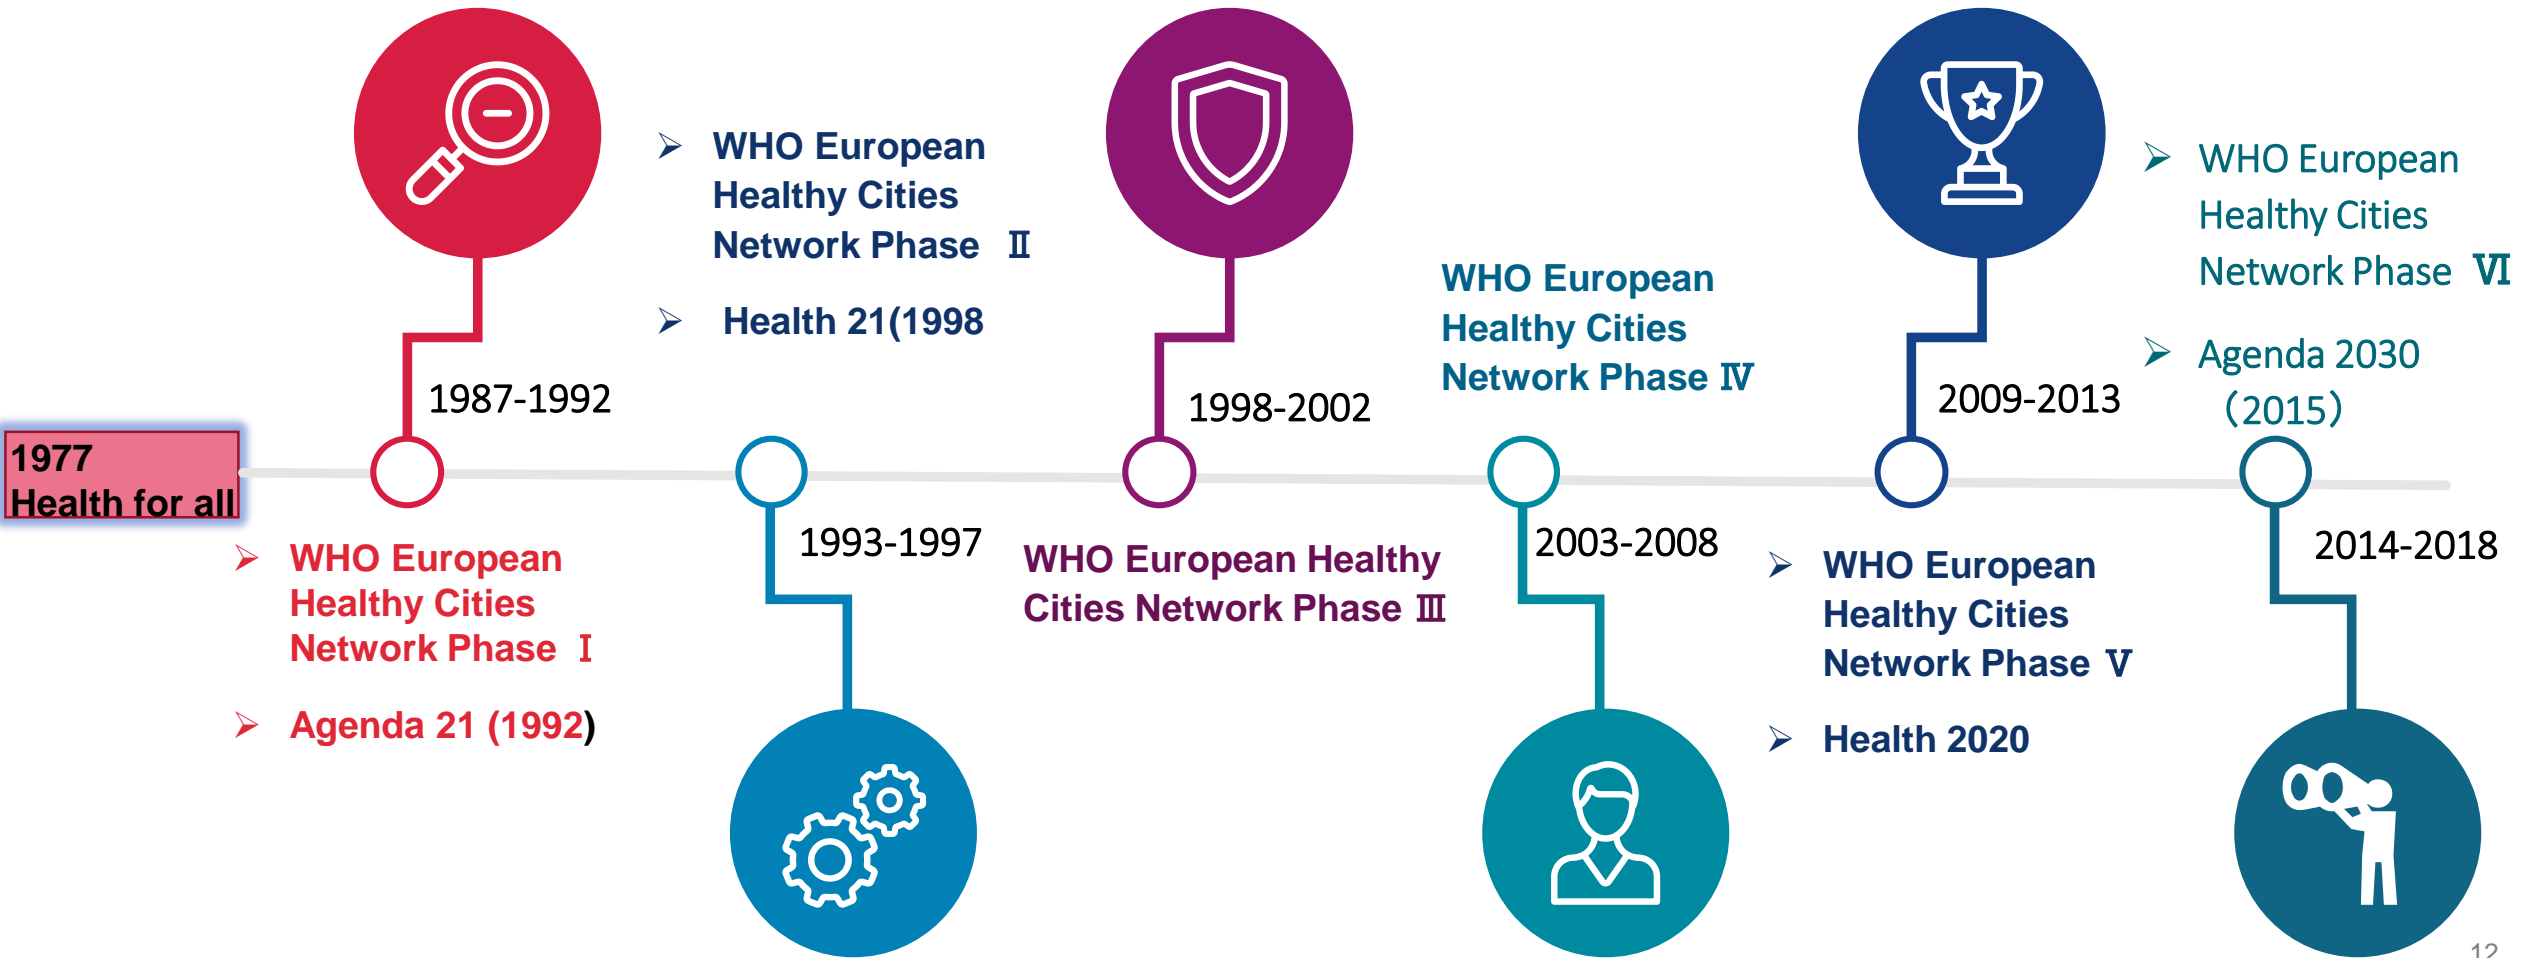 1977
Health for all
1987-1992
➢ WHO European
Healthy Cities
Network Phase Ⅰ
➢ Agenda 21 (1992)
➢ WHO European
Healthy Cities
Network Phase Ⅱ
➢ Health 21(1998
1993-1997
1998-2002
WHO European Healthy
Cities Network Phase Ⅲ
WHO European
Healthy Cities
Network Phase Ⅳ
2003-2008
2009-2013
➢ WHO European
Healthy Cities
Network Phase Ⅴ
➢ Health 2020
➢ WHO European
Healthy Cities
Network Phase Ⅵ
➢ Agenda 2030
（2015）
2014-2018
12